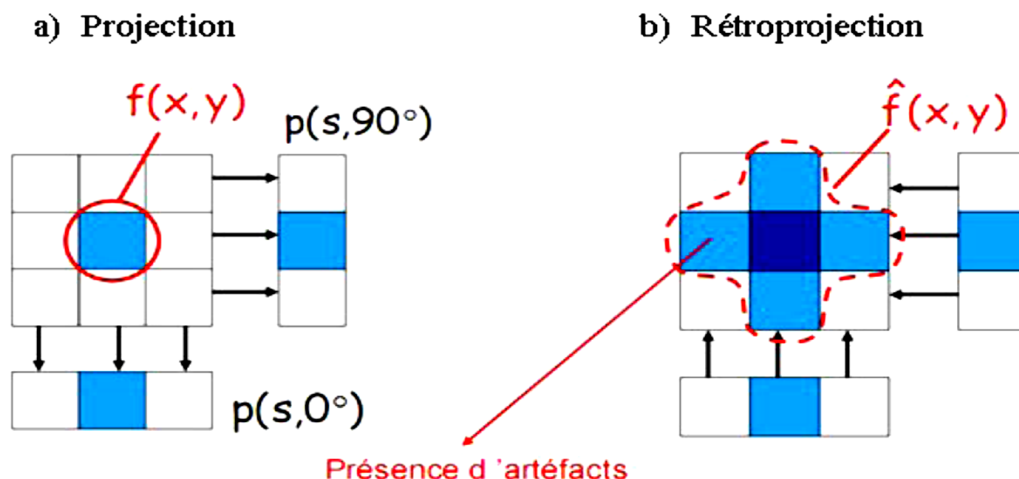 a) Projection
f(x,y)
p(s,90°)
p(s,0°)
b) Rétroprojection
f̂(x,y)
Présence d 'artéfacts